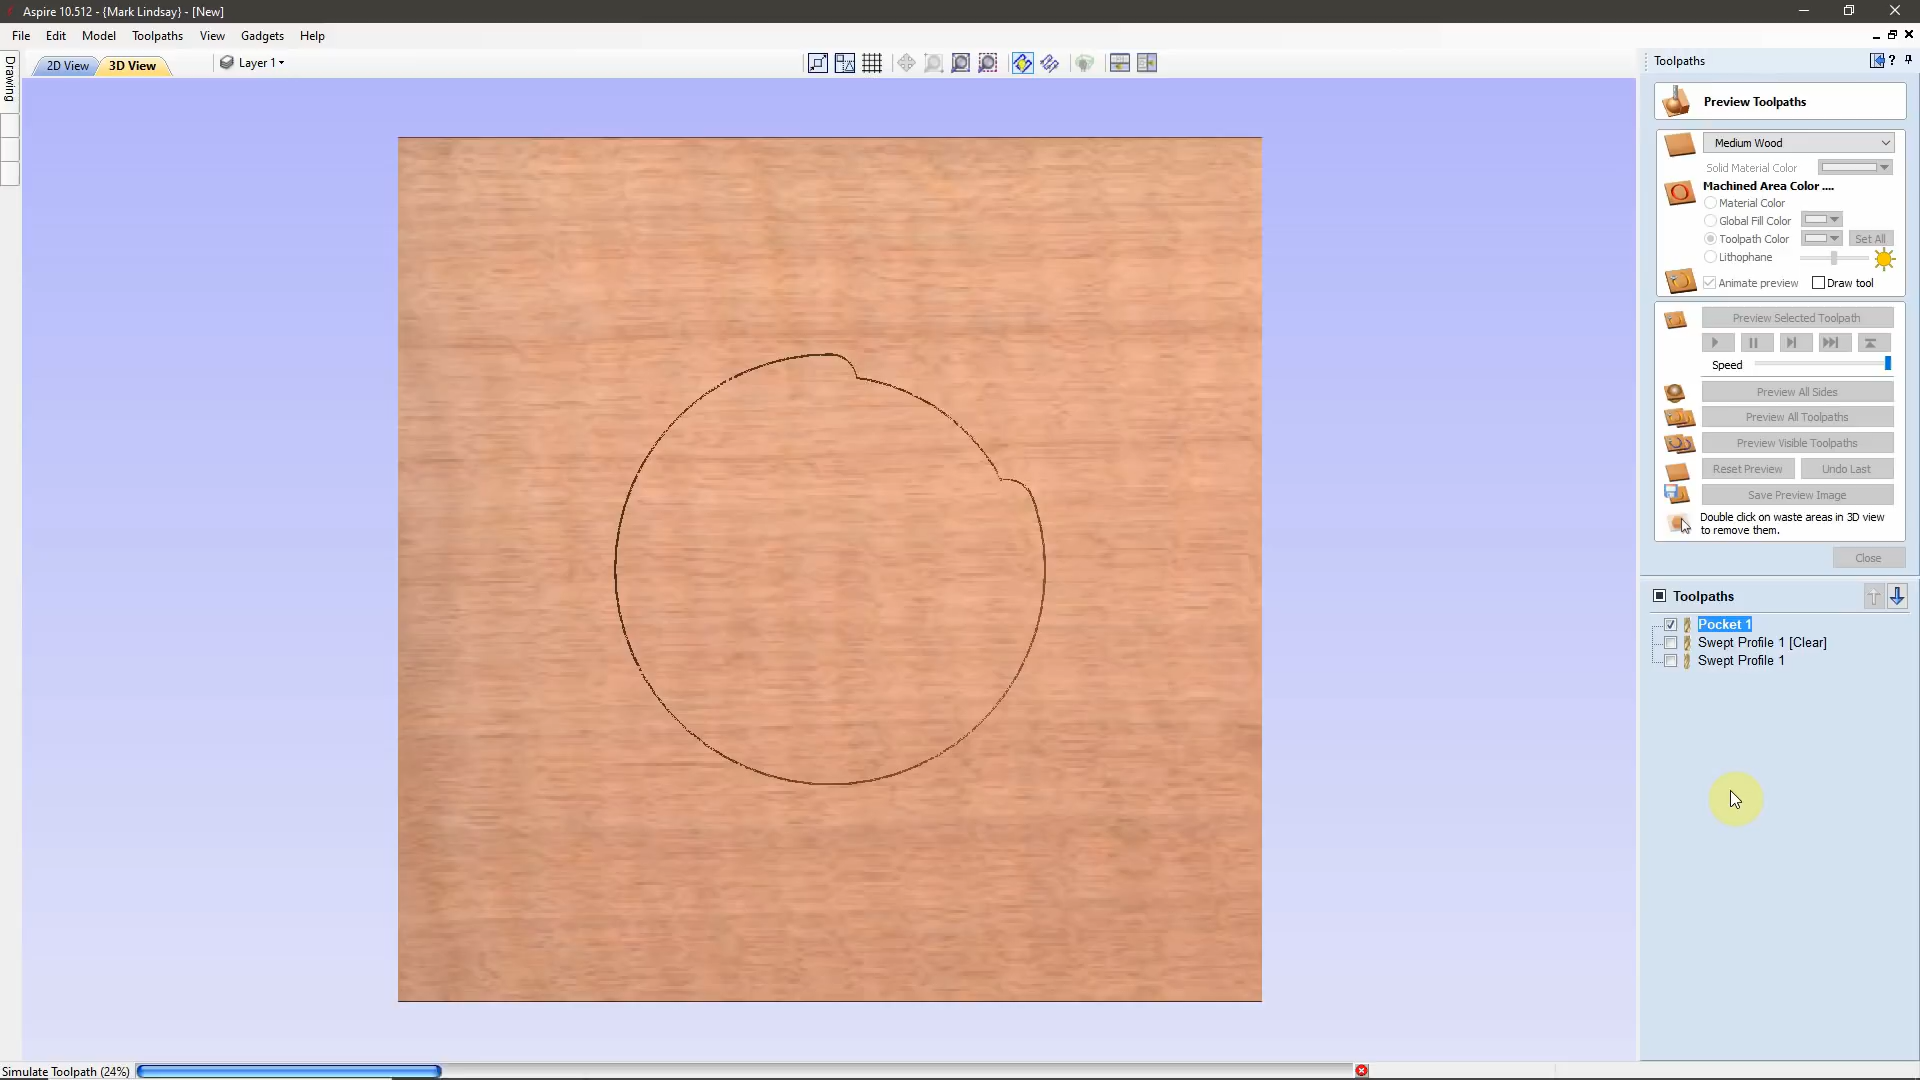 Aspire 10.512 - {Mark Lindsay} - [New]
File Edit Model Toolpaths View Gadgets Help
Drawing
2D View 3D View Layer 1
Toolpaths
Preview Toolpaths
Medium Wood
Solid Material Color
Machined Area Color ....
Material Color
Global Fill Color
Toolpath Color Set All
Lithophane
Animate preview Draw tool
Preview Selected Toolpath
Speed
Preview All Sides
Preview All Toolpaths
Preview Visible Toolpaths
Reset Preview Undo Last
Save Preview Image
Double click on waste areas in 3D view
to remove them.
Close
Toolpaths
Pocket 1
Swept Profile 1 [Clear]
Swept Profile 1
Simulate Toolpath (24%)